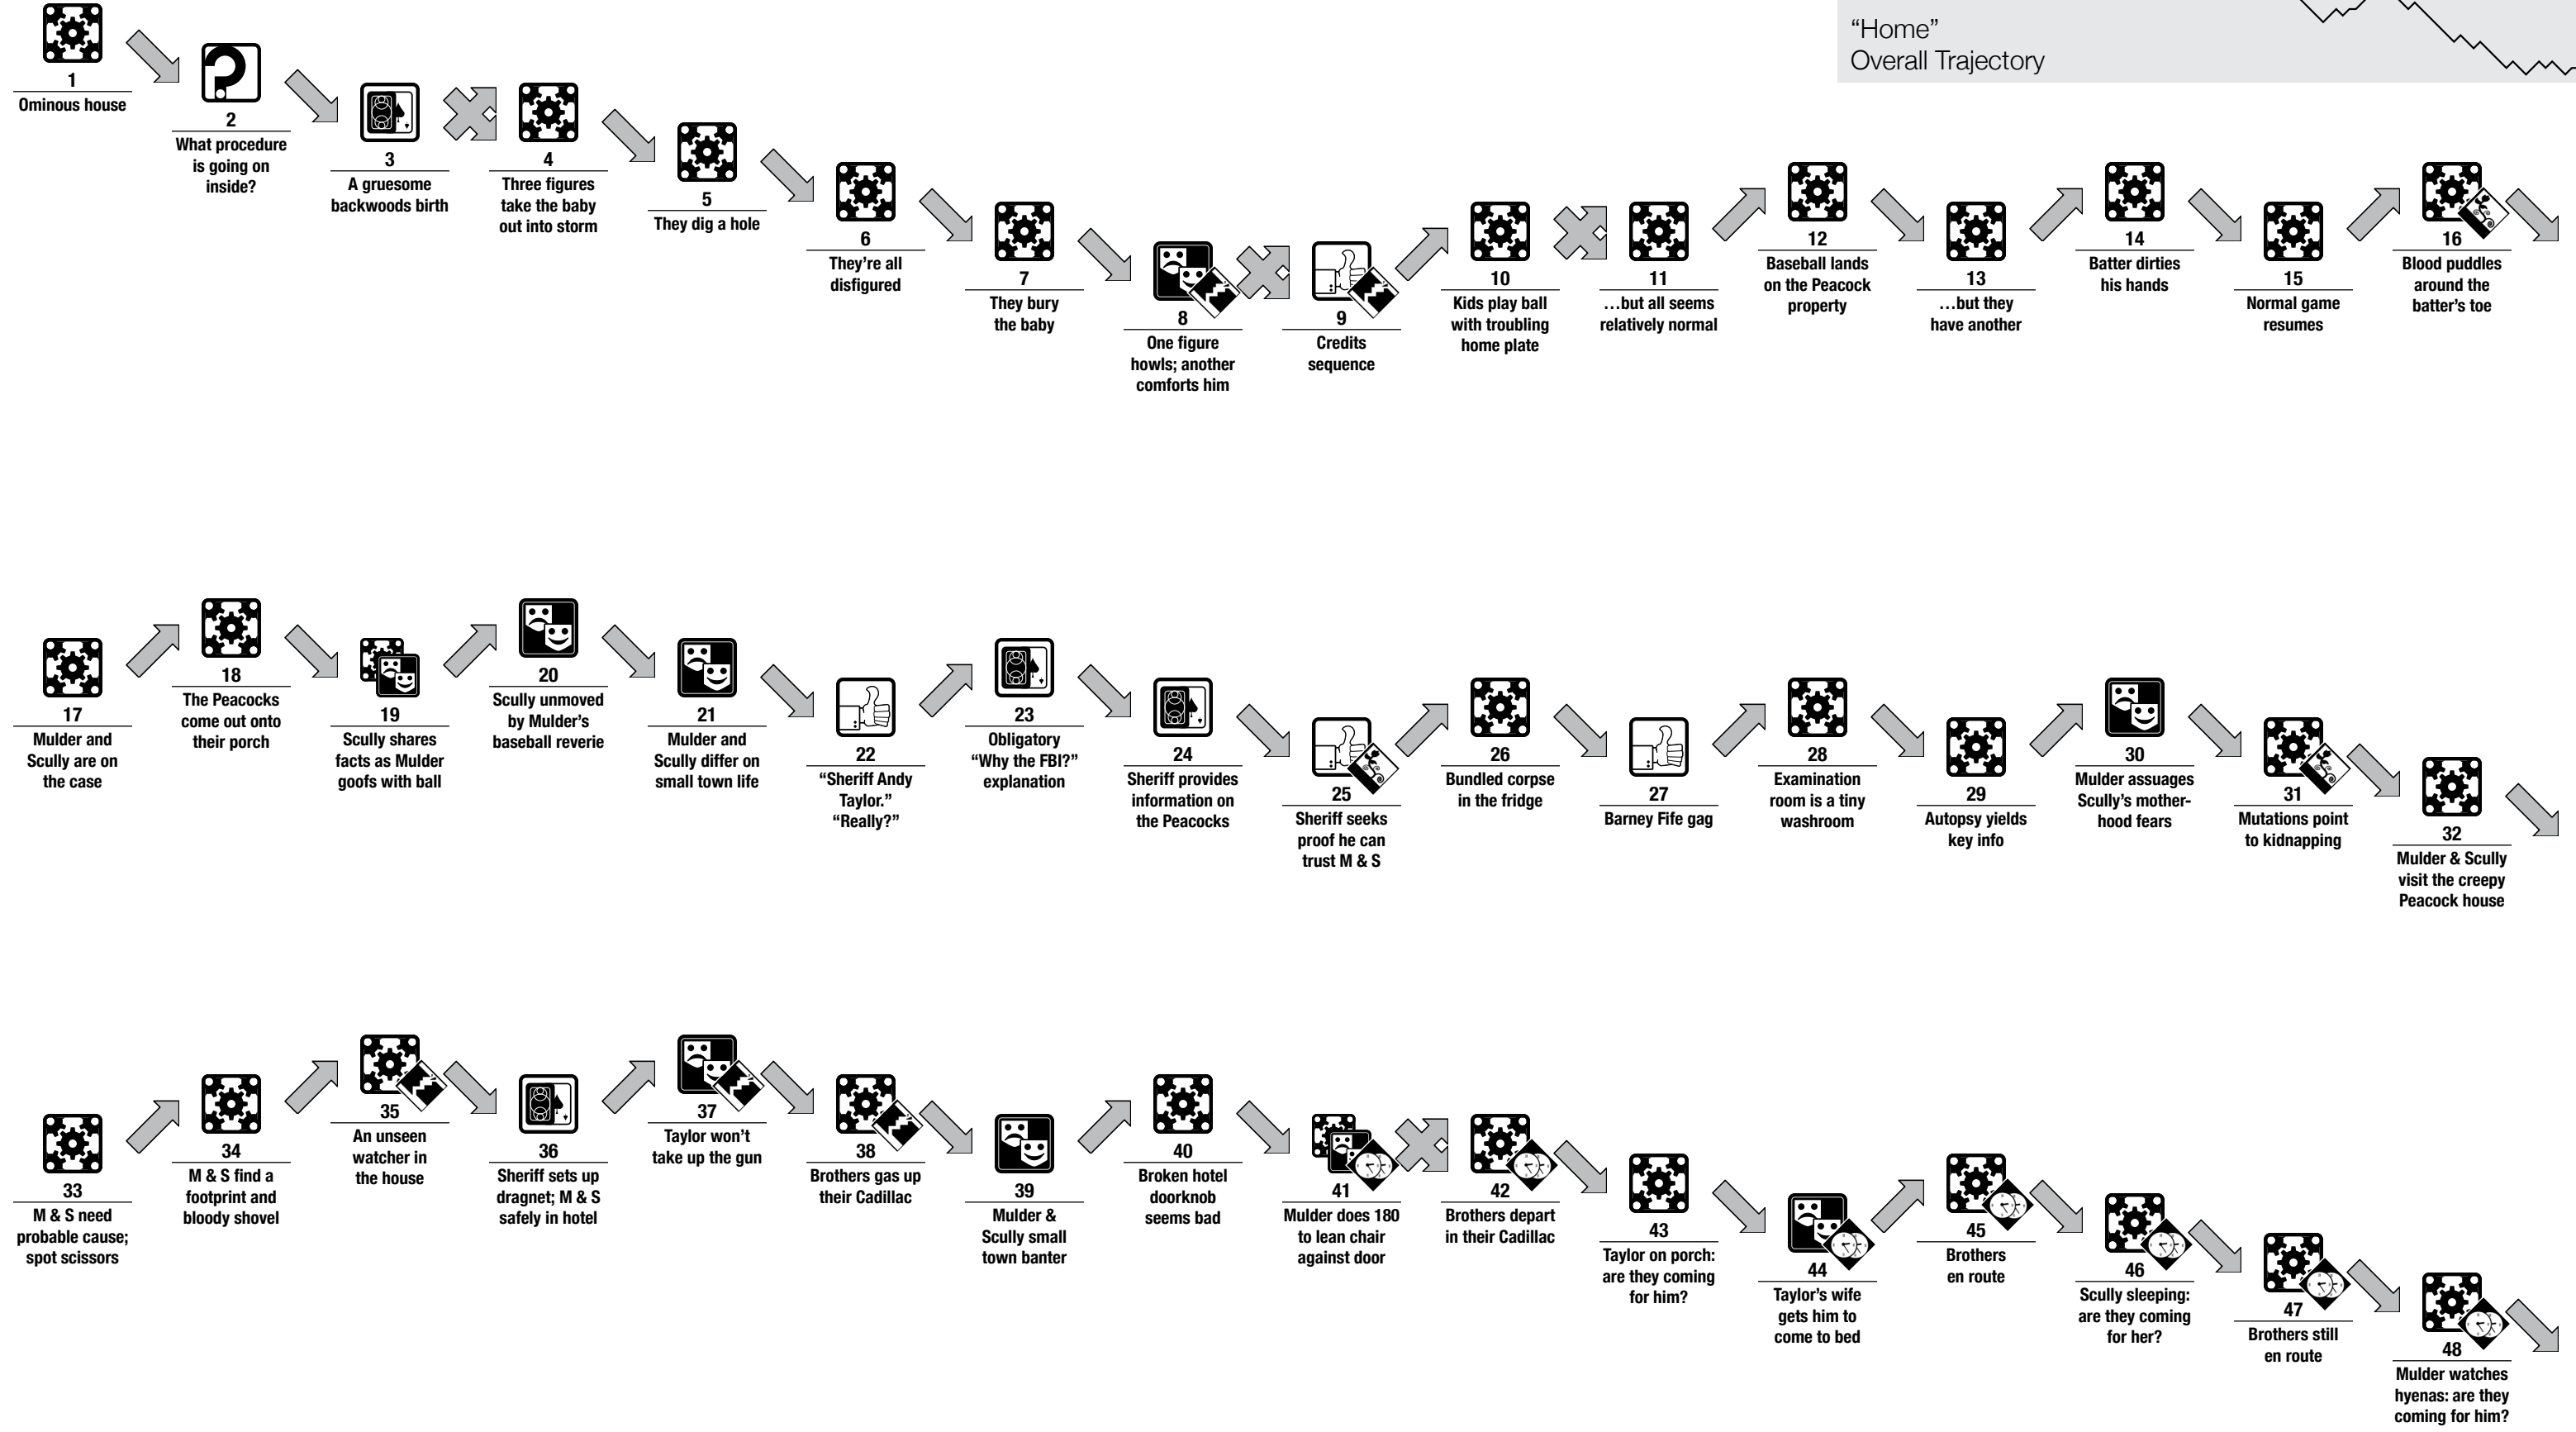 “Home”
Overall Trajectory
1
Ominous house
2
What procedure
is going on
inside?
3
A gruesome
backwoods birth
4
Three figures
take the baby
out into storm
5
They dig a hole
6
They’re all
disfigured
7
They bury
the baby
8
One figure
howls; another
comforts him
9
Credits
sequence
10
Kids play ball
with troubling
home plate
11
…but all seems
relatively normal
12
Baseball lands
on the Peacock
property
13
…but they
have another
14
Batter dirties
his hands
15
Normal game
resumes
16
Blood puddles
around the
batter’s toe
17
Mulder and
Scully are on
the case
18
The Peacocks
come out onto
their porch
19
Scully shares
facts as Mulder
goofs with ball
20
Scully unmoved
by Mulder’s
baseball reverie
21
Mulder and
Scully differ on
small town life
22
“Sheriff Andy
Taylor.”
“Really?”
23
Obligatory
“Why the FBI?”
explanation
24
Sheriff provides
information on
the Peacocks
25
Sheriff seeks
proof he can
trust M & S
26
Bundled corpse
in the fridge
27
Barney Fife gag
28
Examination
room is a tiny
washroom
29
Autopsy yields
key info
30
Mulder assuages
Scully’s mother-
hood fears
31
Mutations point
to kidnapping
32
Mulder & Scully
visit the creepy
Peacock house
33
M & S need
probable cause;
spot scissors
34
M & S find a
footprint and
bloody shovel
35
An unseen
watcher in
the house
36
Sheriff sets up
dragnet; M & S
safely in hotel
37
Taylor won’t
take up the gun
38
Brothers gas up
their Cadillac
39
Mulder &
Scully small
town banter
40
Broken hotel
doorknob
seems bad
41
Mulder does 180
to lean chair
against door
42
Brothers depart
in their Cadillac
43
Taylor on porch:
are they coming
for him?
44
Taylor’s wife
gets him to
come to bed
45
Brothers
en route
46
Scully sleeping:
are they coming
for her?
47
Brothers still
en route
48
Mulder watches
hyenas: are they
coming for him?